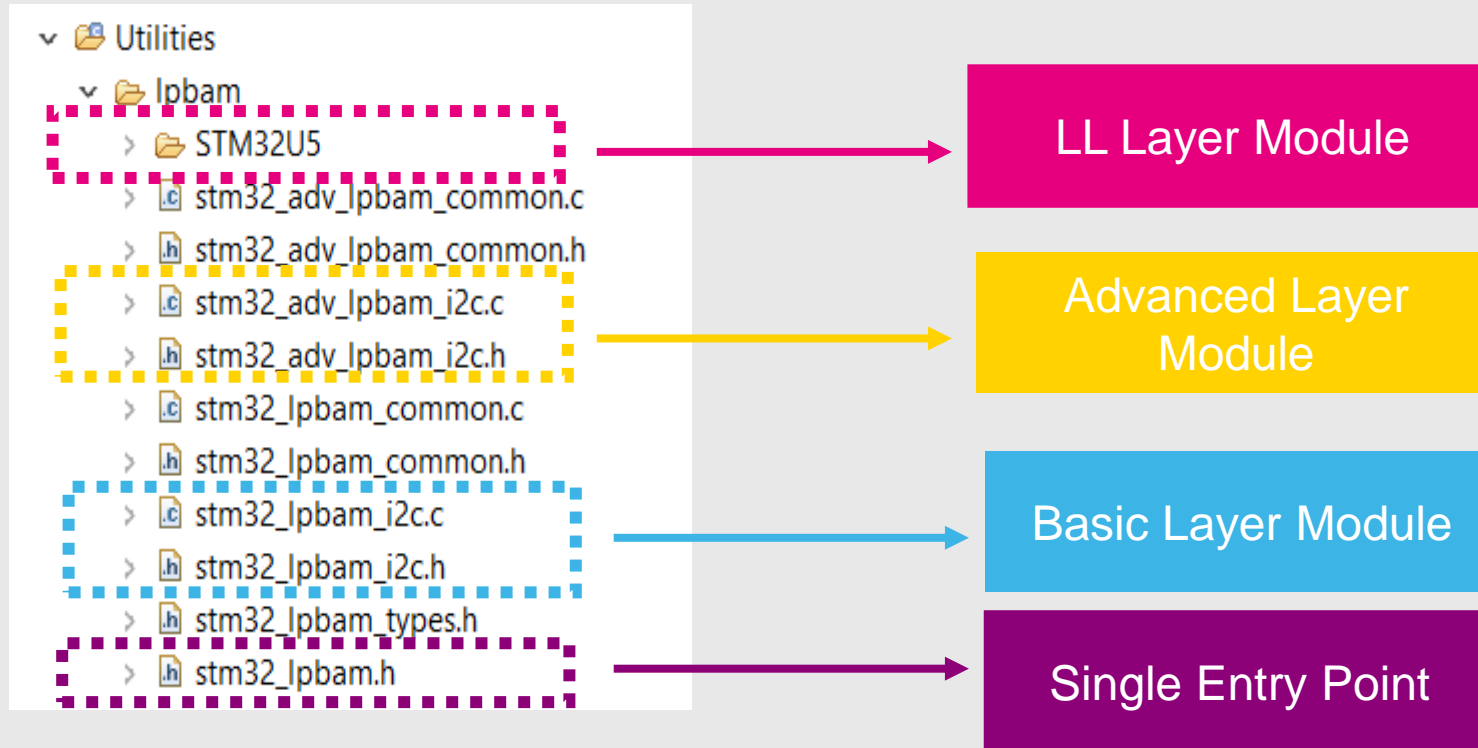 Utilities
lpbam
STM32U5
stm32_adv_lpbam_common.c
stm32_adv_lpbam_common.h
stm32_adv_lpbam_i2c.c
stm32_adv_lpbam_i2c.h
stm32_lpbam_common.c
stm32_lpbam_common.h
stm32_lpbam_i2c.c
stm32_lpbam_i2c.h
stm32_lpbam_types.h
stm32_lpbam.h
LL Layer Module
Advanced Layer
Module
Basic Layer Module
Single Entry Point